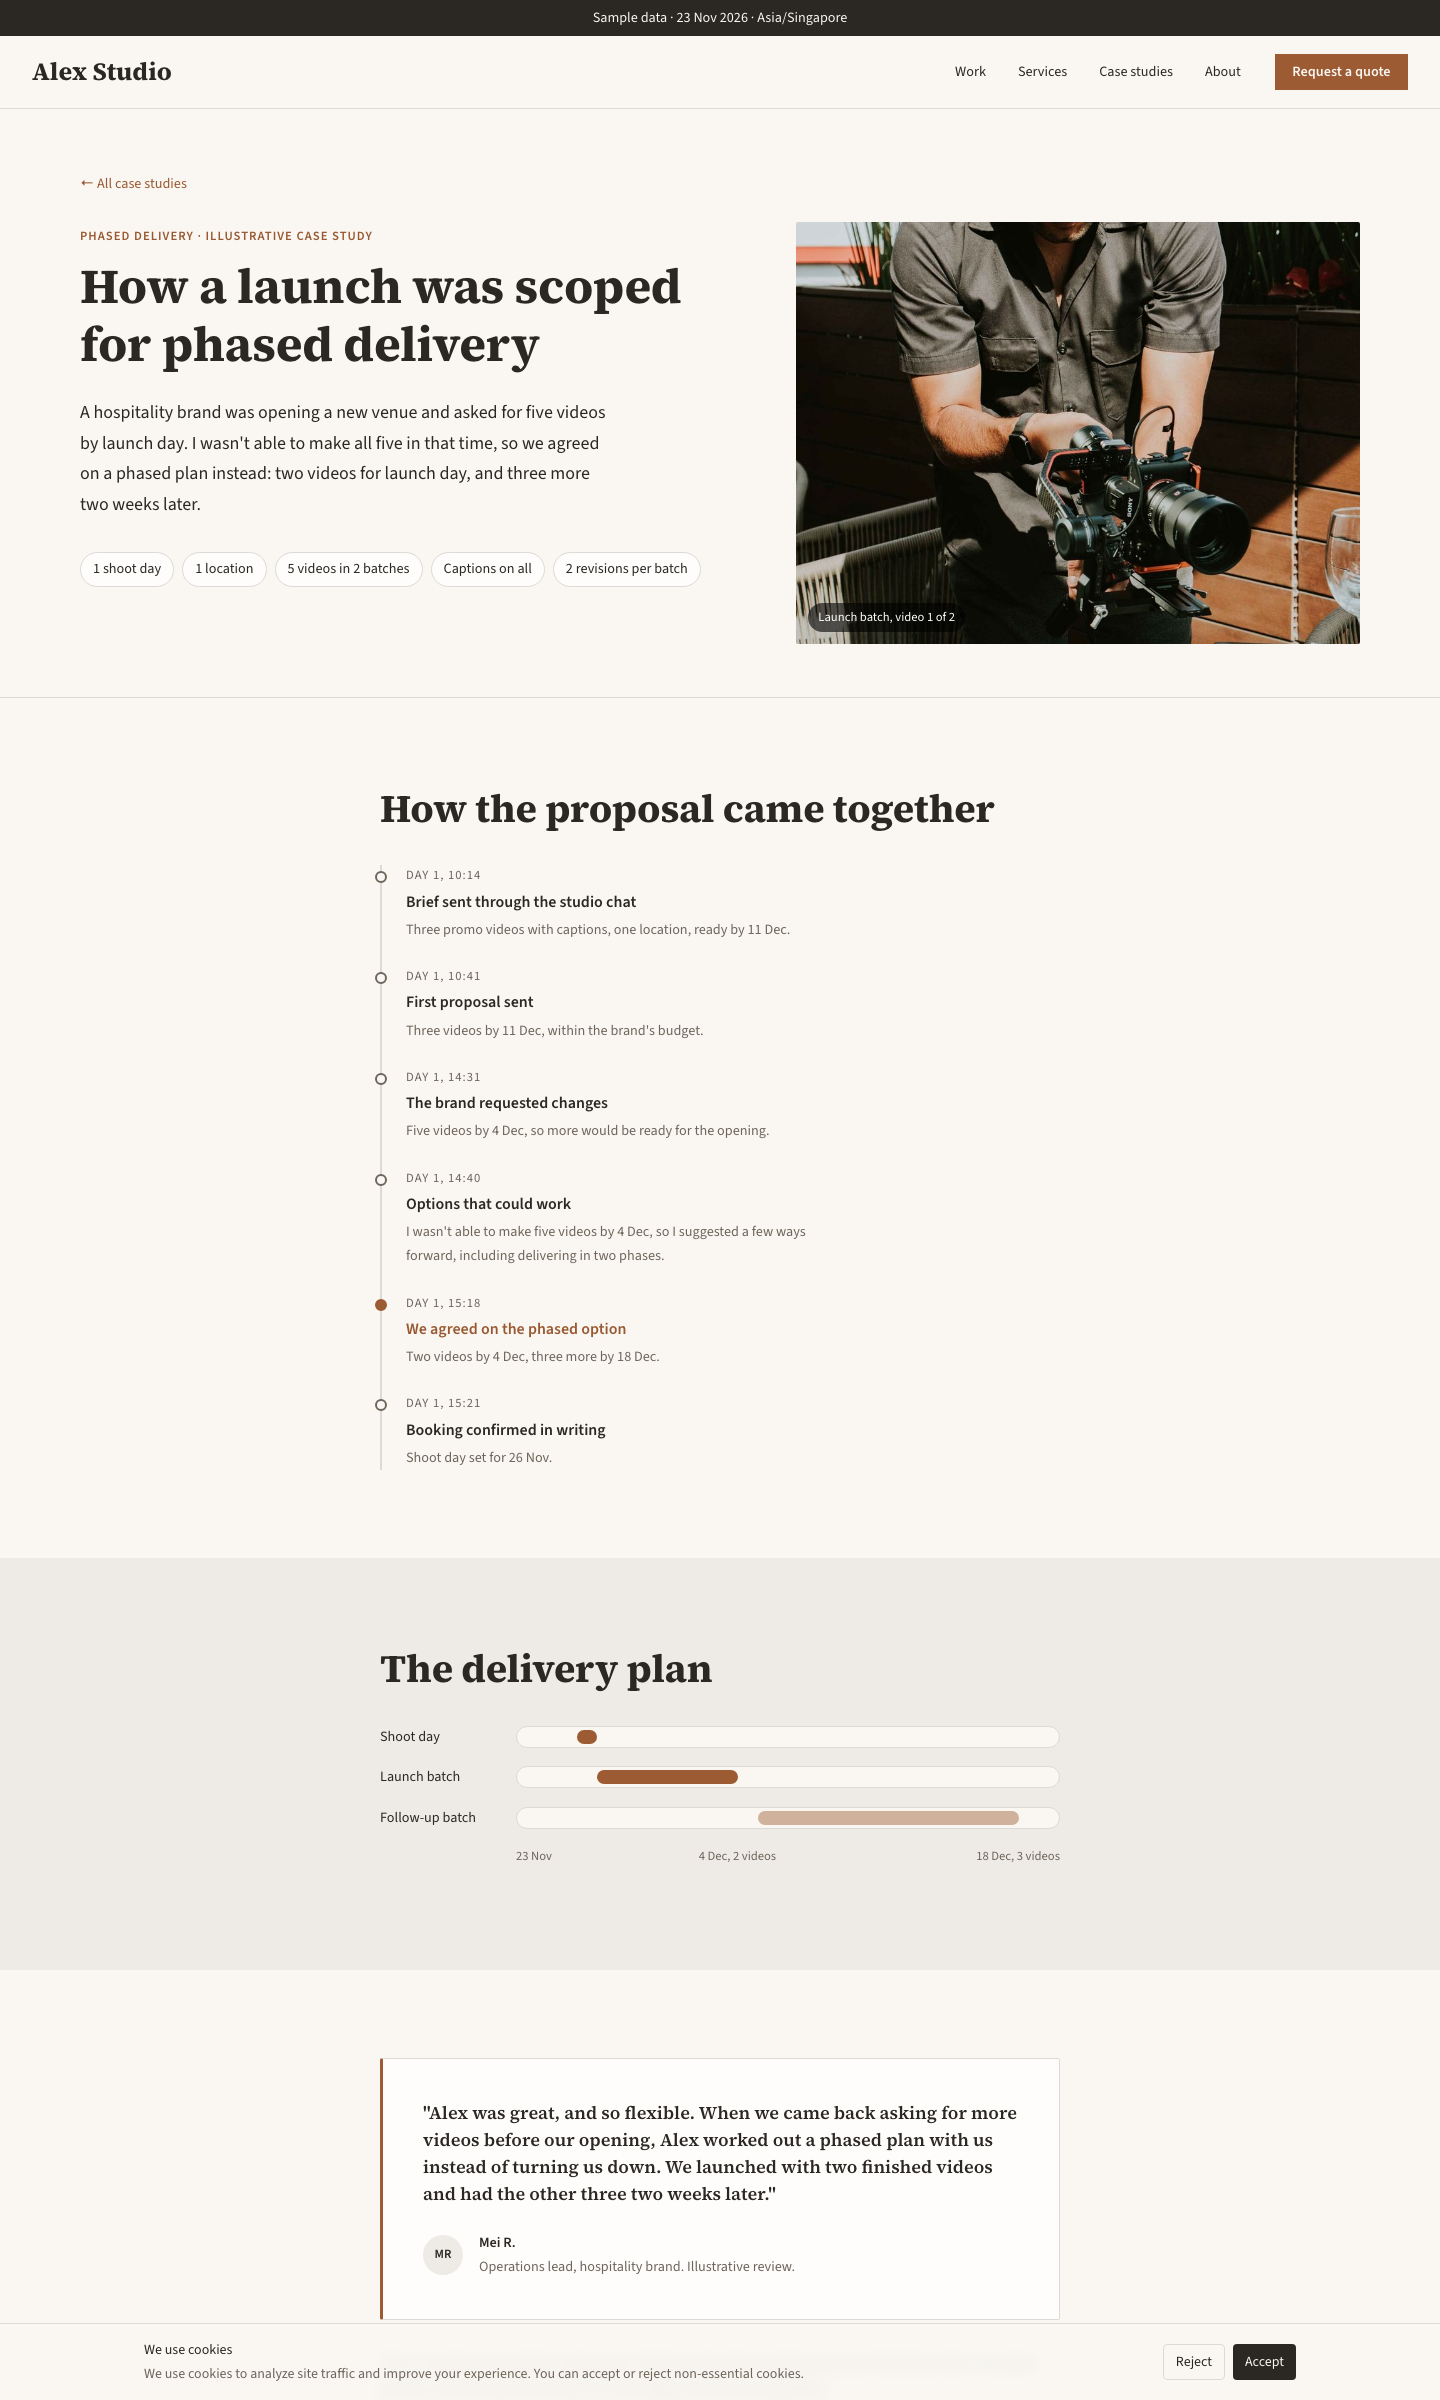 Sample data · 23 Nov 2026 · Asia/Singapore
Alex Studio
Work
Services
Case studies
About
Request a quote
← All case studies
PHASED DELIVERY · ILLUSTRATIVE CASE STUDY
How a launch was scoped
for phased delivery
A hospitality brand was opening a new venue and asked for five videos
by launch day. I wasn't able to make all five in that time, so we agreed
on a phased plan instead: two videos for launch day, and three more
two weeks later.
1 shoot day
1 location
5 videos in 2 batches
Captions on all
2 revisions per batch
SONY
Launch batch, video 1 of 2
How the proposal came together
DAY 1, 10:14
Brief sent through the studio chat
Three promo videos with captions, one location, ready by 11 Dec.
DAY 1, 10:41
First proposal sent
Three videos by 11 Dec, within the brand's budget.
DAY 1, 14:31
The brand requested changes
Five videos by 4 Dec, so more would be ready for the opening.
DAY 1, 14:40
Options that could work
I wasn't able to make five videos by 4 Dec, so I suggested a few ways
forward, including delivering in two phases.
DAY 1, 15:18
We agreed on the phased option
Two videos by 4 Dec, three more by 18 Dec.
DAY 1, 15:21
Booking confirmed in writing
Shoot day set for 26 Nov.
The delivery plan
Shoot day
Launch batch
Follow-up batch
23 Nov
4 Dec, 2 videos
18 Dec, 3 videos
"Alex was great, and so flexible. When we came back asking for more
videos before our opening, Alex worked out a phased plan with us
instead of turning us down. We launched with two finished videos
and had the other three two weeks later."
MR
Mei R.
Operations lead, hospitality brand. Illustrative review.
We use cookies
We use cookies to analyze site traffic and improve your experience. You can accept or reject non-essential cookies.
Reject
Accept